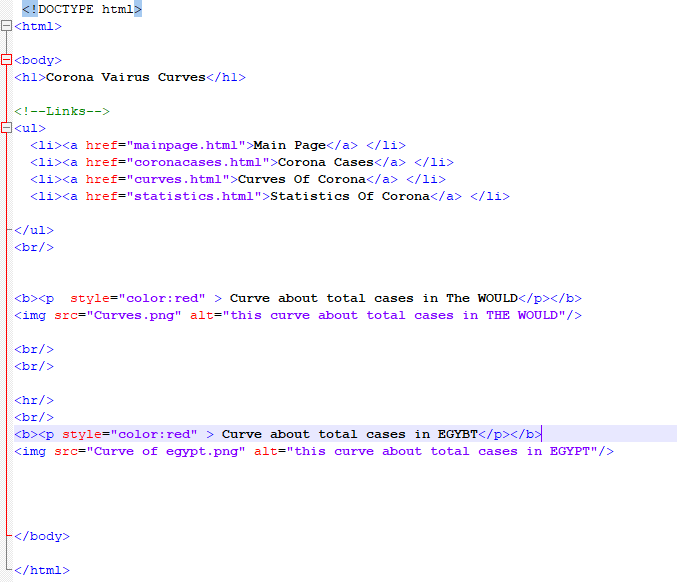 <!DOCTYPE html>
<html>
<body>
<h1>Corona Vairus Curves</h1>
<!--Links-->
<ul>
<li><a href="mainpage.html">Main Page</a> </li>
<li><a href="coronacases.html">Corona Cases</a> </li>
<li><a href="curves.html">Curves Of Corona</a> </li>
<li><a href="statistics.html">Statistics Of Corona</a> </li>
</ul>
<br/>
<b><p  style="color:red" > Curve about total cases in The WOULD</p></b>
<img src="Curves.png" alt="this curve about total cases in THE WOULD"/>
<br/>
<br/>
<hr/>
<br/>
<b><p style="color:red" > Curve about total cases in EGYBT</p></b>
<img src="Curve of egypt.png" alt="this curve about total cases in EGYPT"/>
</body>
</html>